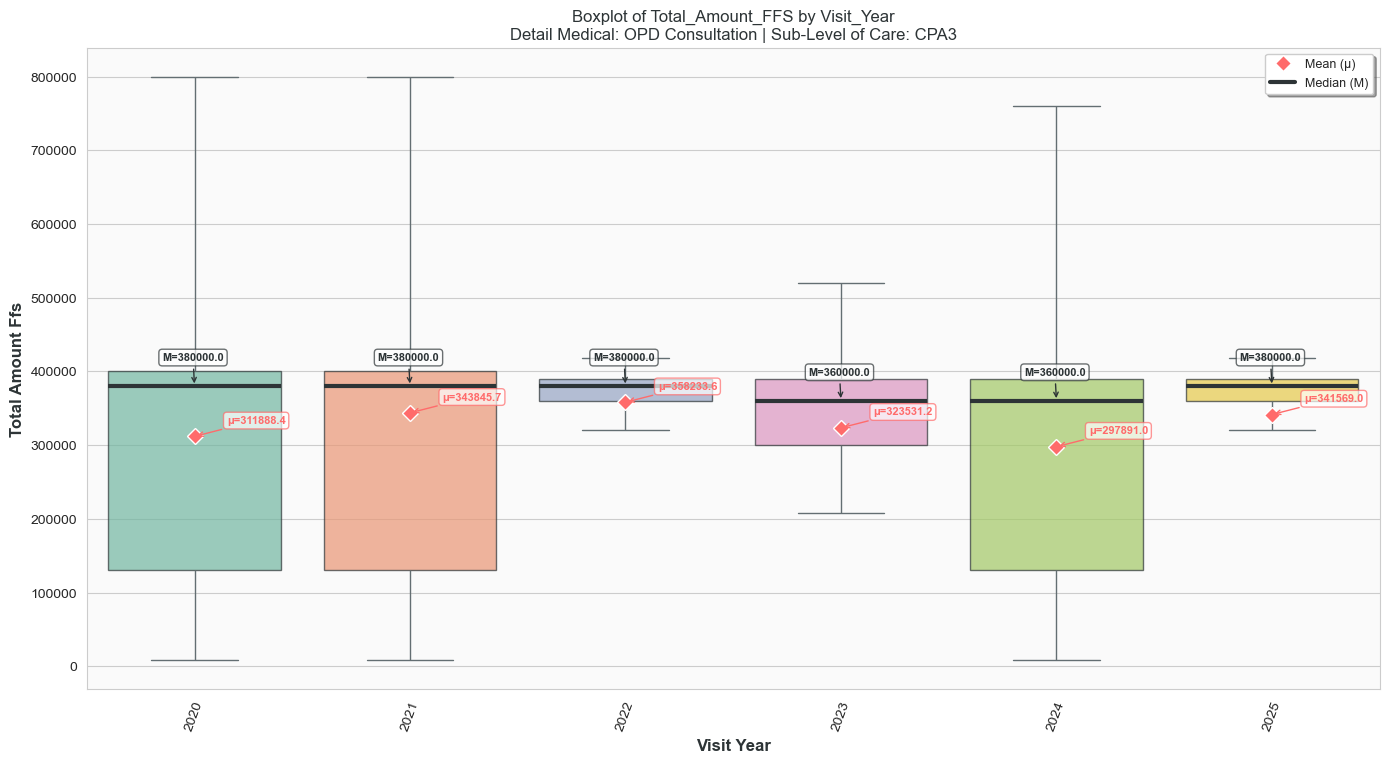 Boxplot of Total_Amount_FFS by Visit_Year
Detail Medical: OPD Consultation | Sub-Level of Care: CPA3
Mean (μ)
Median (M)
Total Amount Ffs
800000
700000
600000
500000
400000
300000
200000
100000
0
M=380000.0
μ=311888.4
M=380000.0
μ=343845.7
M=380000.0
μ=358233.6
M=360000.0
μ=323531.2
M=360000.0
μ=297891.0
M=380000.0
μ=341569.0
2020
2021
2022
2023
2024
2025
Visit Year